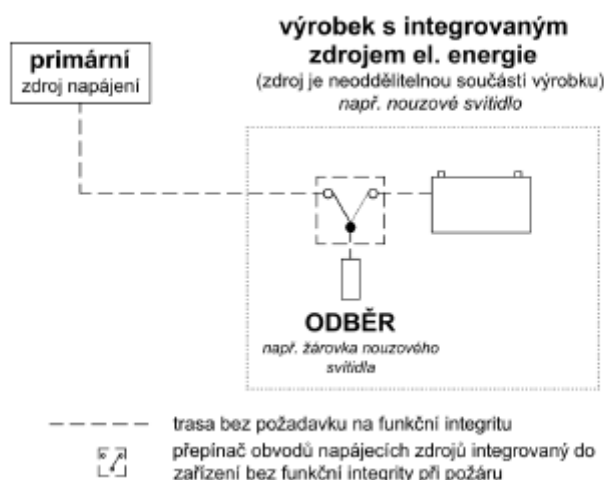 primární
zdroj napájení
výrobek s integrovaným
zdrojem el. energie
(zdroj je neoddělitelnou součástí výrobku)
např. nouzové svítidlo
ODBĚR
např. žárovka nouzového
svítidla
trasa bez požadavku na funkční integritu
přepínač obvodů napájecích zdrojů integrovaný do
zařízení bez funkční integrity při požáru